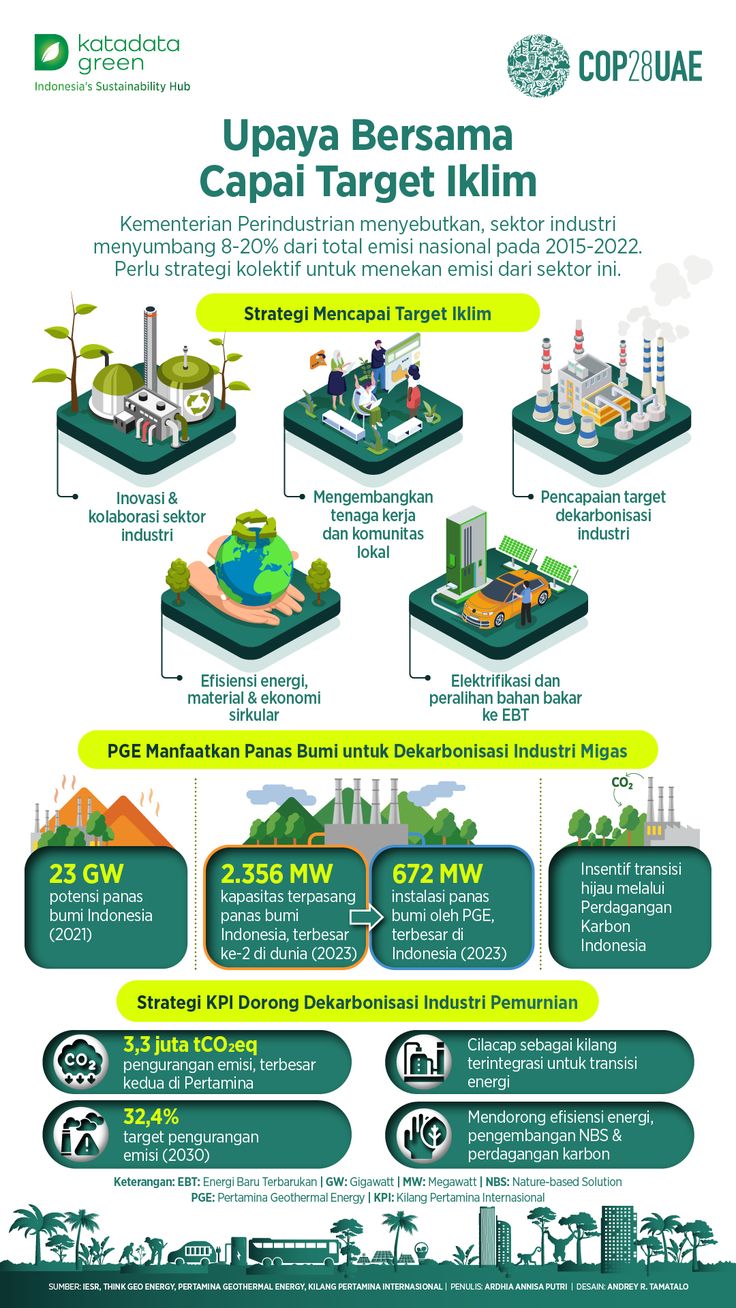 katadata
green
Indonesia's Sustainability Hub
COP28UAE
Upaya Bersama
Capai Target Iklim
Kementerian Perindustrian menyebutkan, sektor industri
menyumbang 8-20% dari total emisi nasional pada 2015-2022.
Perlu strategi kolektif untuk menekan emisi dari sektor ini.
Strategi Mencapai Target Iklim
Inovasi &
kolaborasi sektor
industri
Mengembangkan
tenaga kerja
dan komunitas
lokal
Pencapaian target
dekarbonisasi
industri
Efisiensi energi,
material & ekonomi
sirkular
Elektrifikasi dan
peralihan bahan bakar
ke EBT
PGE Manfaatkan Panas Bumi untuk Dekarbonisasi Industri Migas
23 GW
potensi panas
bumi Indonesia
(2021)
2.356 MW
kapasitas terpasang
panas bumi
Indonesia, terbesar
ke-2 di dunia (2023)
672 MW
instalasi panas
bumi oleh PGE,
terbesar di
Indonesia (2023)
CO₂
Insentif transisi
hijau melalui
Perdagangan
Karbon
Indonesia
Strategi KPI Dorong Dekarbonisasi Industri Pemurnian
CO₂
3,3 juta tCO₂eq
pengurangan emisi, terbesar
kedua di Pertamina
Cilacap sebagai kilang
terintegrasi untuk transisi
energi
32,4%
target pengurangan
emisi (2030)
Mendorong efisiensi energi,
pengembangan NBS &
perdagangan karbon
Keterangan: EBT: Energi Baru Terbarukan | GW: Gigawatt | MW: Megawatt | NBS: Nature-based Solution
PGE: Pertamina Geothermal Energy | KPI: Kilang Pertamina Internasional
SUMBER: IESR, THINK GEO ENERGY, PERTAMINA GEOTHERMAL ENERGY, KILANG PERTAMINA INTERNASIONAL | PENULIS: ARDHIA ANNISA PUTRI | DESAIN: ANDREY R. TAMATALO